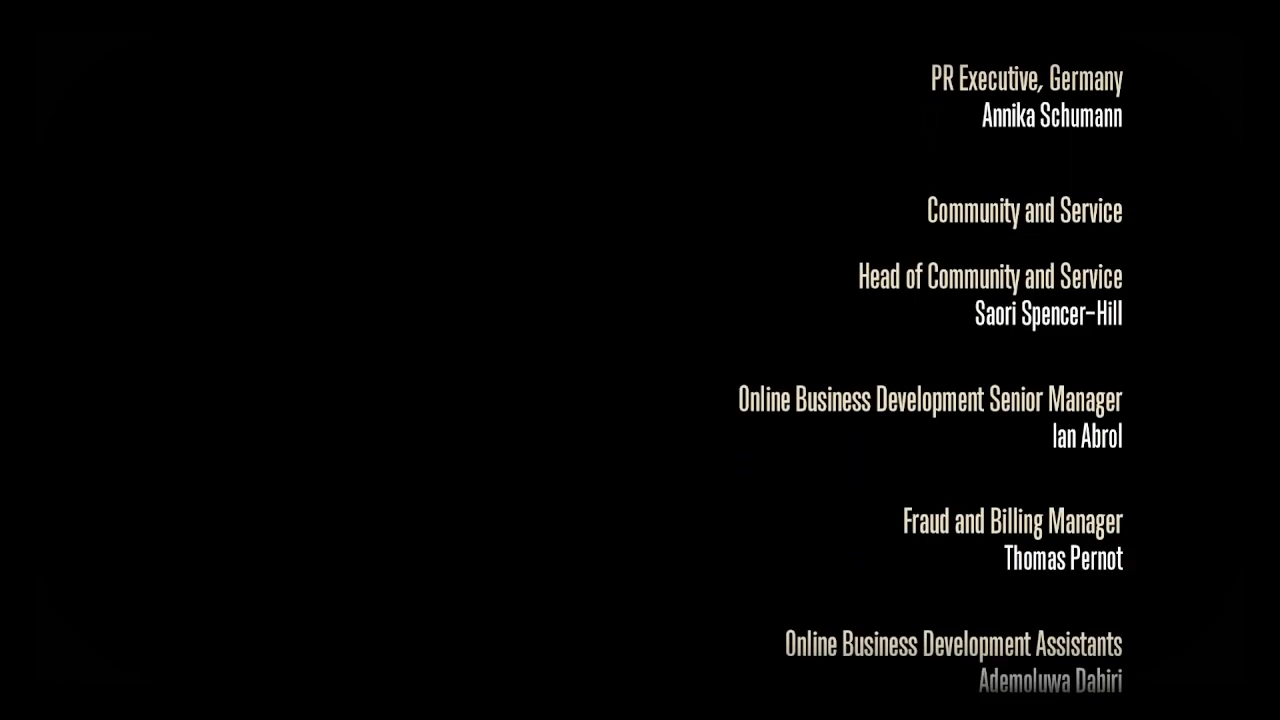 PR Executive, Germany
Annika Schumann
Community and Service
Head of Community and Service
Saori Spencer-Hill
Online Business Development Senior Manager
Ian Abrol
Fraud and Billing Manager
Thomas Pernot
Online Business Development Assistants
Ademoluwa Dabiri